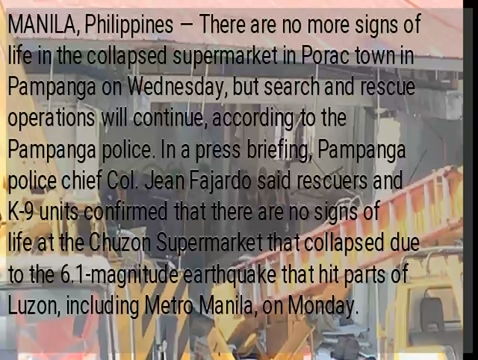 MANILA, Philippines — There are no more signs of
life in the collapsed supermarket in Porac town in
Pampanga on Wednesday, but search and rescue
operations will continue, according to the
Pampanga police. In a press briefing, Pampanga
police chief Col. Jean Fajardo said rescuers and
K-9 units confirmed that there are no signs of
life at the Chuzon Supermarket that collapsed due
to the 6.1-magnitude earthquake that hit parts of
Luzon, including Metro Manila, on Monday.